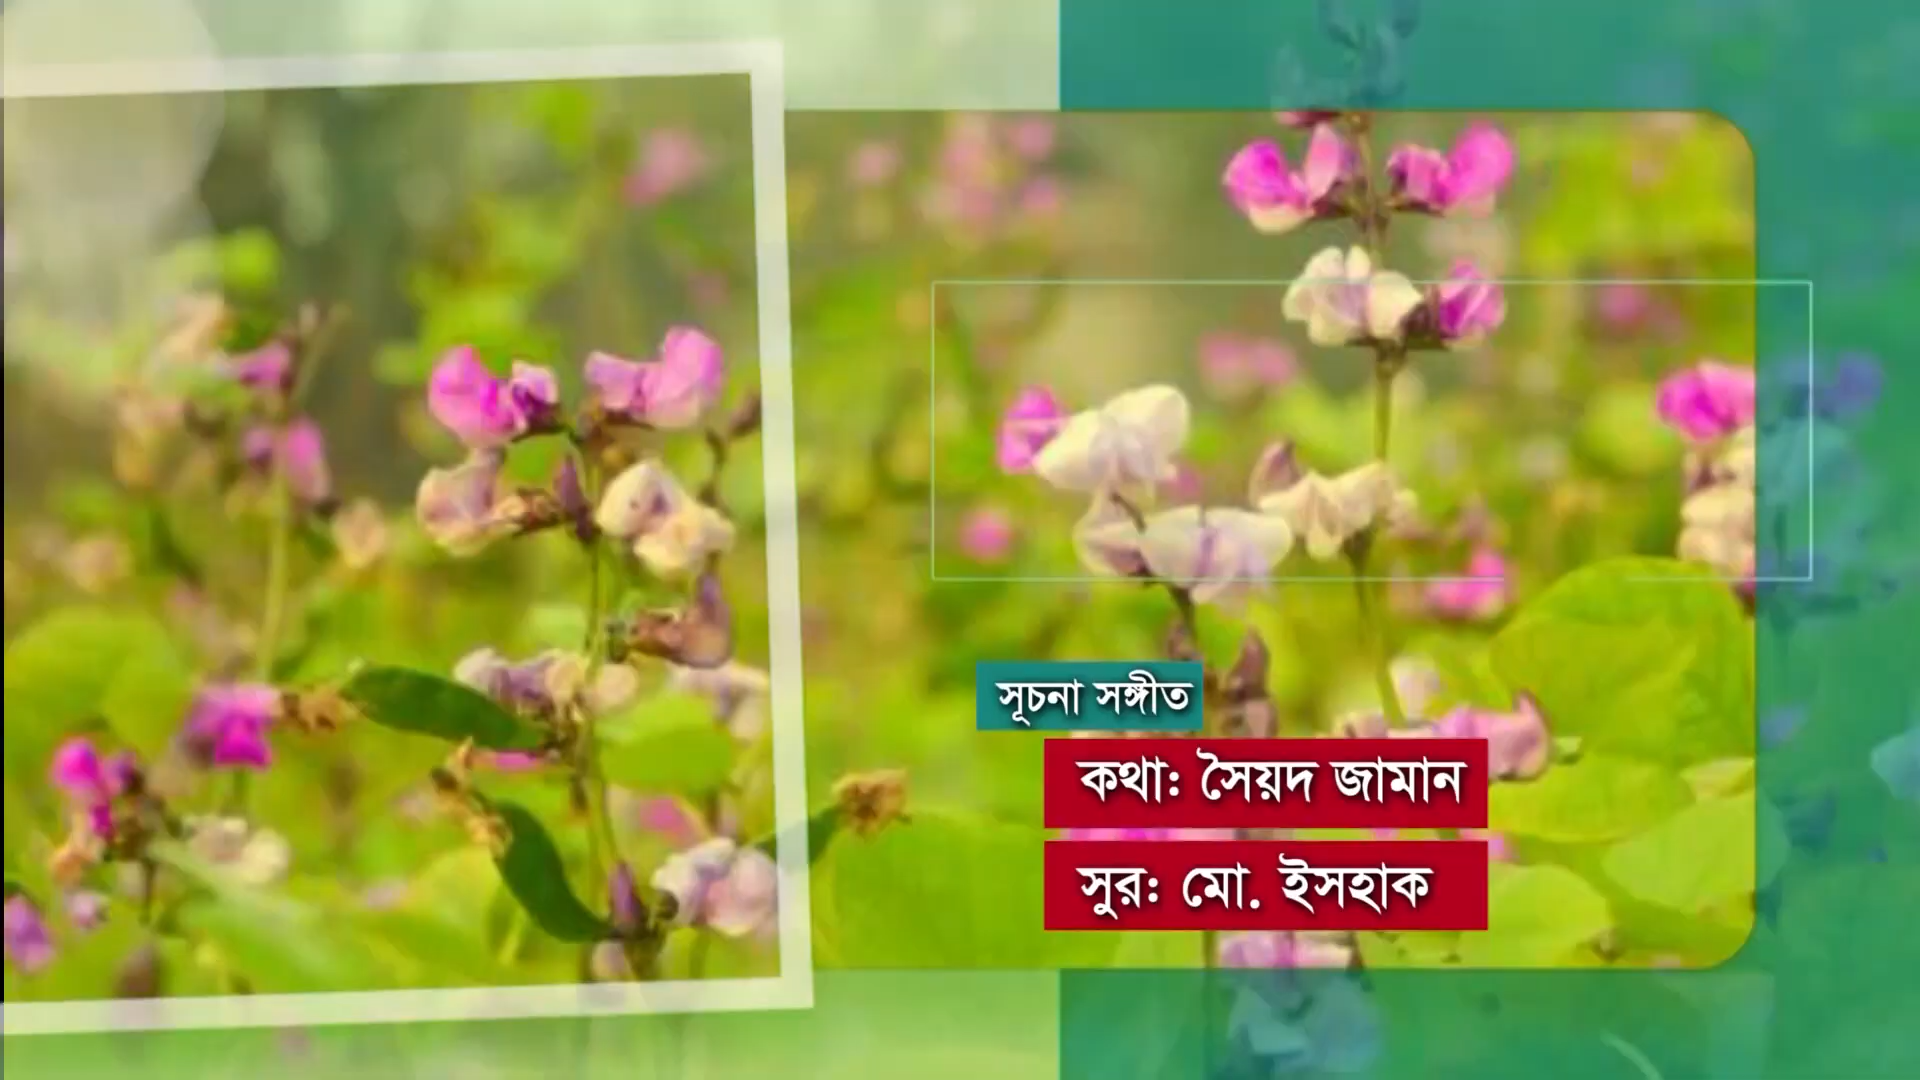 সূচনা সঙ্গীত
কথা: সৈয়দ জামান
সুর: মো. ইসহাক